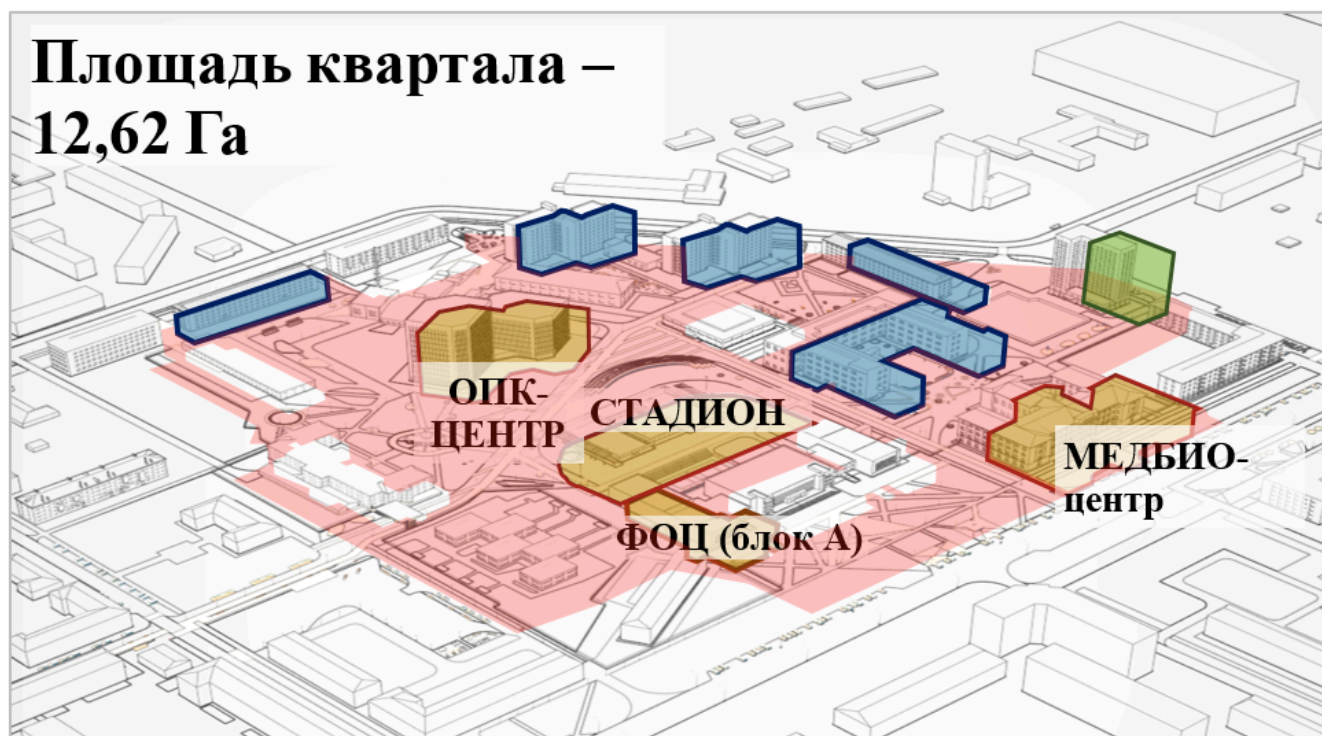 Площадь квартала –
12,62 Га
ОПК-
ЦЕНТР
СТАДИОН
МЕДБИО-
центр
ФОЦ (блок А)